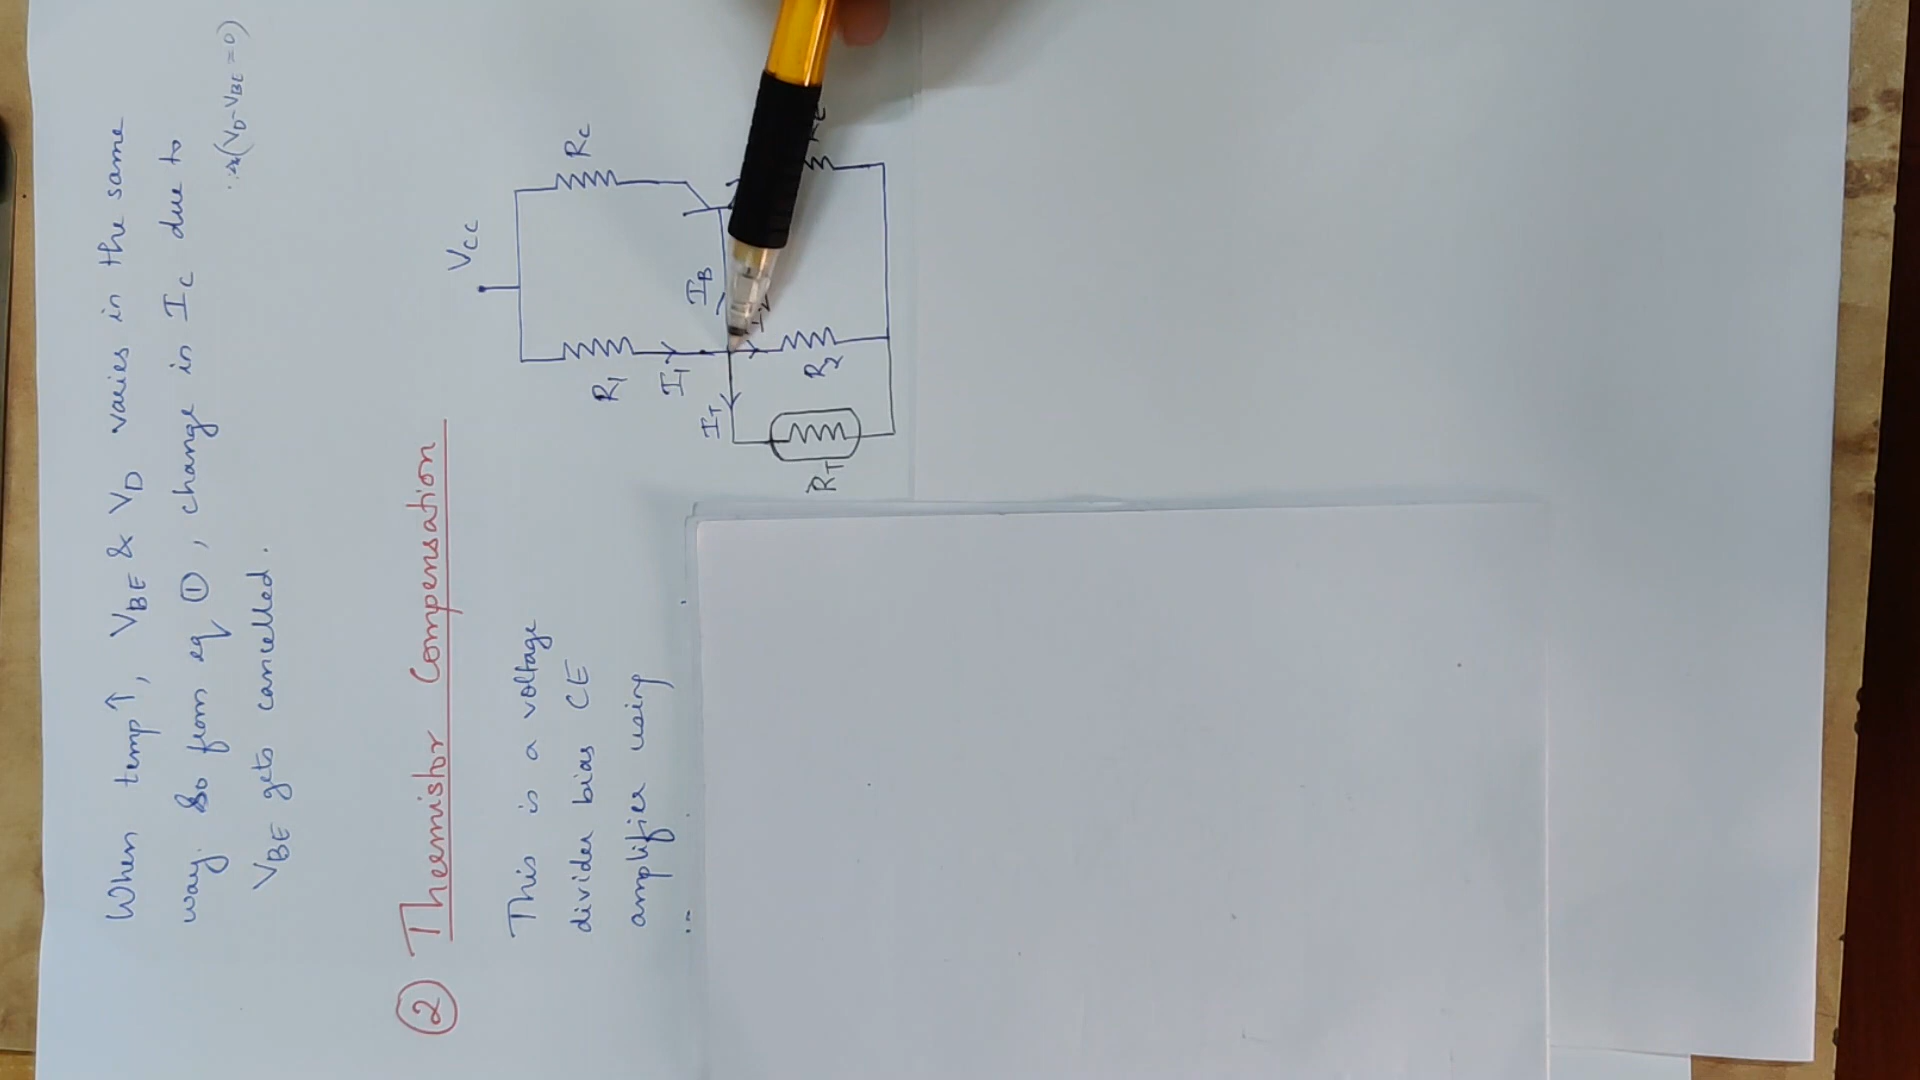 When temp↑, VBE & VD varies in the same
way. So from eq ①, change in IC due to
VBE gets cancelled.
∵ (VD-VBE=0)
② Thermistor Compensation
This is a voltage
divider bias CE
amplifier using
VCC
R1
RC
I1
IB
IT
R2
RT